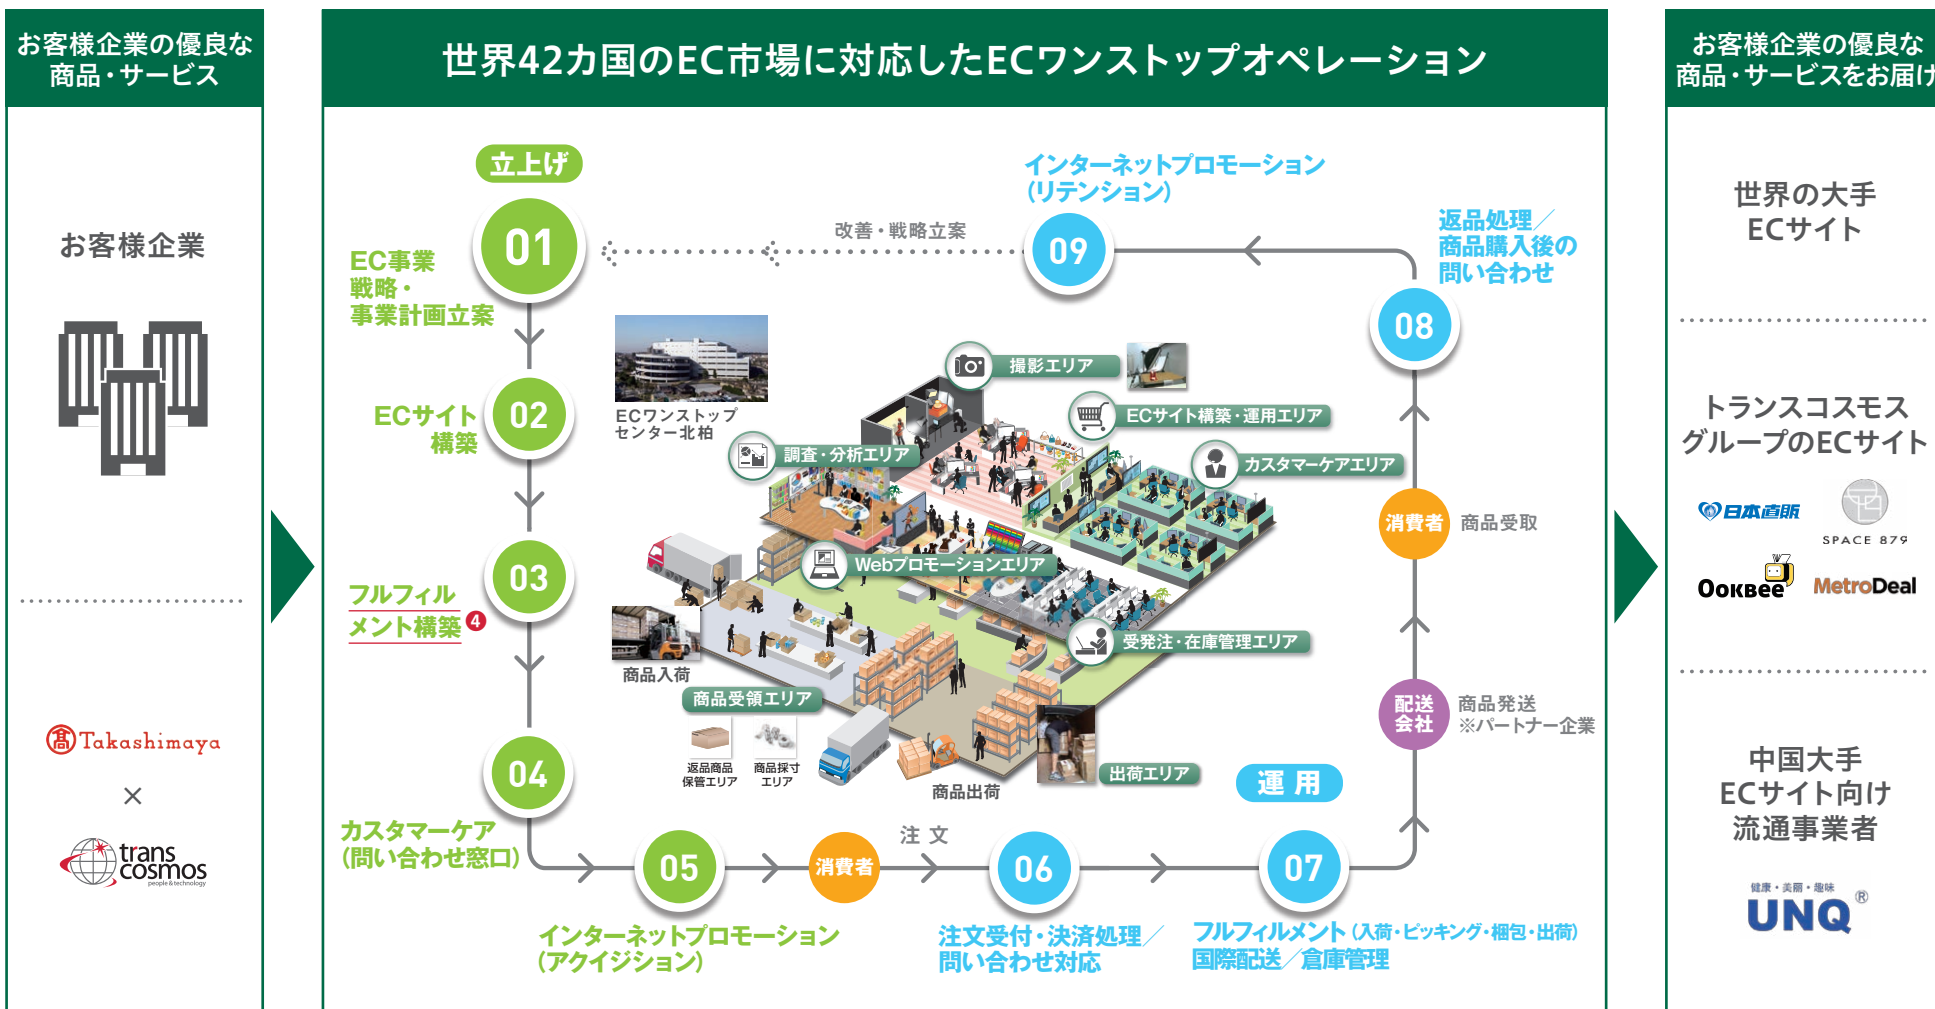 お客様企業の優良な
商品・サービス
お客様企業
高
Takashimaya
×
trans
cosmos
people & technology
世界42カ国のEC市場に対応したECワンストップオペレーション
立上げ
01
EC事業
戦略・
事業計画立案
02
ECサイト
構築
03
フルフィル
メント構築 4
04
カスタマーケア
(問い合わせ窓口)
05
インターネットプロモーション
(アクイジション)
消費者
注 文
06
注文受付・決済処理／
問い合わせ対応
運 用
07
フルフィルメント (入荷・ピッキング・梱包・出荷)
国際配送／倉庫管理
配送
会社
商品発送
※パートナー企業
消費者
商品受取
08
返品処理／
商品購入後の
問い合わせ
09
インターネットプロモーション
(リテンション)
改善・戦略立案
ECワンストップ
センター北柏
撮影エリア
ECサイト構築・運用エリア
調査・分析エリア
カスタマーケアエリア
Webプロモーションエリア
受発注・在庫管理エリア
商品入荷
商品受領エリア
返品商品
保管エリア
商品採寸
エリア
商品出荷
出荷エリア
お客様企業の優良な
商品・サービスをお届け
世界の大手
ECサイト
トランスコスモス
グループのECサイト
日本直販
SPACE 879
OOKBEE
MetroDeal
中国大手
ECサイト向け
流通事業者
健康・美丽・趣味
UNQ®